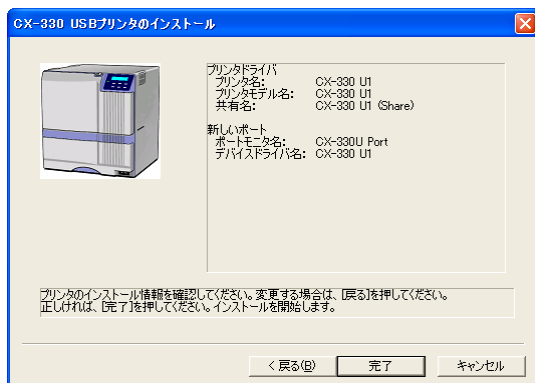 CX-330 USBプリンタのインストール
プリンタドライバ
プリンタ名: CX-330 U1
プリンタモデル名: CX-330 U1
共有名: CX-330 U1 (Share)
新しいポート
ポートモニタ名: CX-330U Port
デバイスドライバ名: CX-330 U1
プリンタのインストール情報を確認してください。変更する場合は、[戻る]を押してください。
正しければ、[完了]を押してください。インストールを開始します。
< 戻る(B) 完了 キャンセル